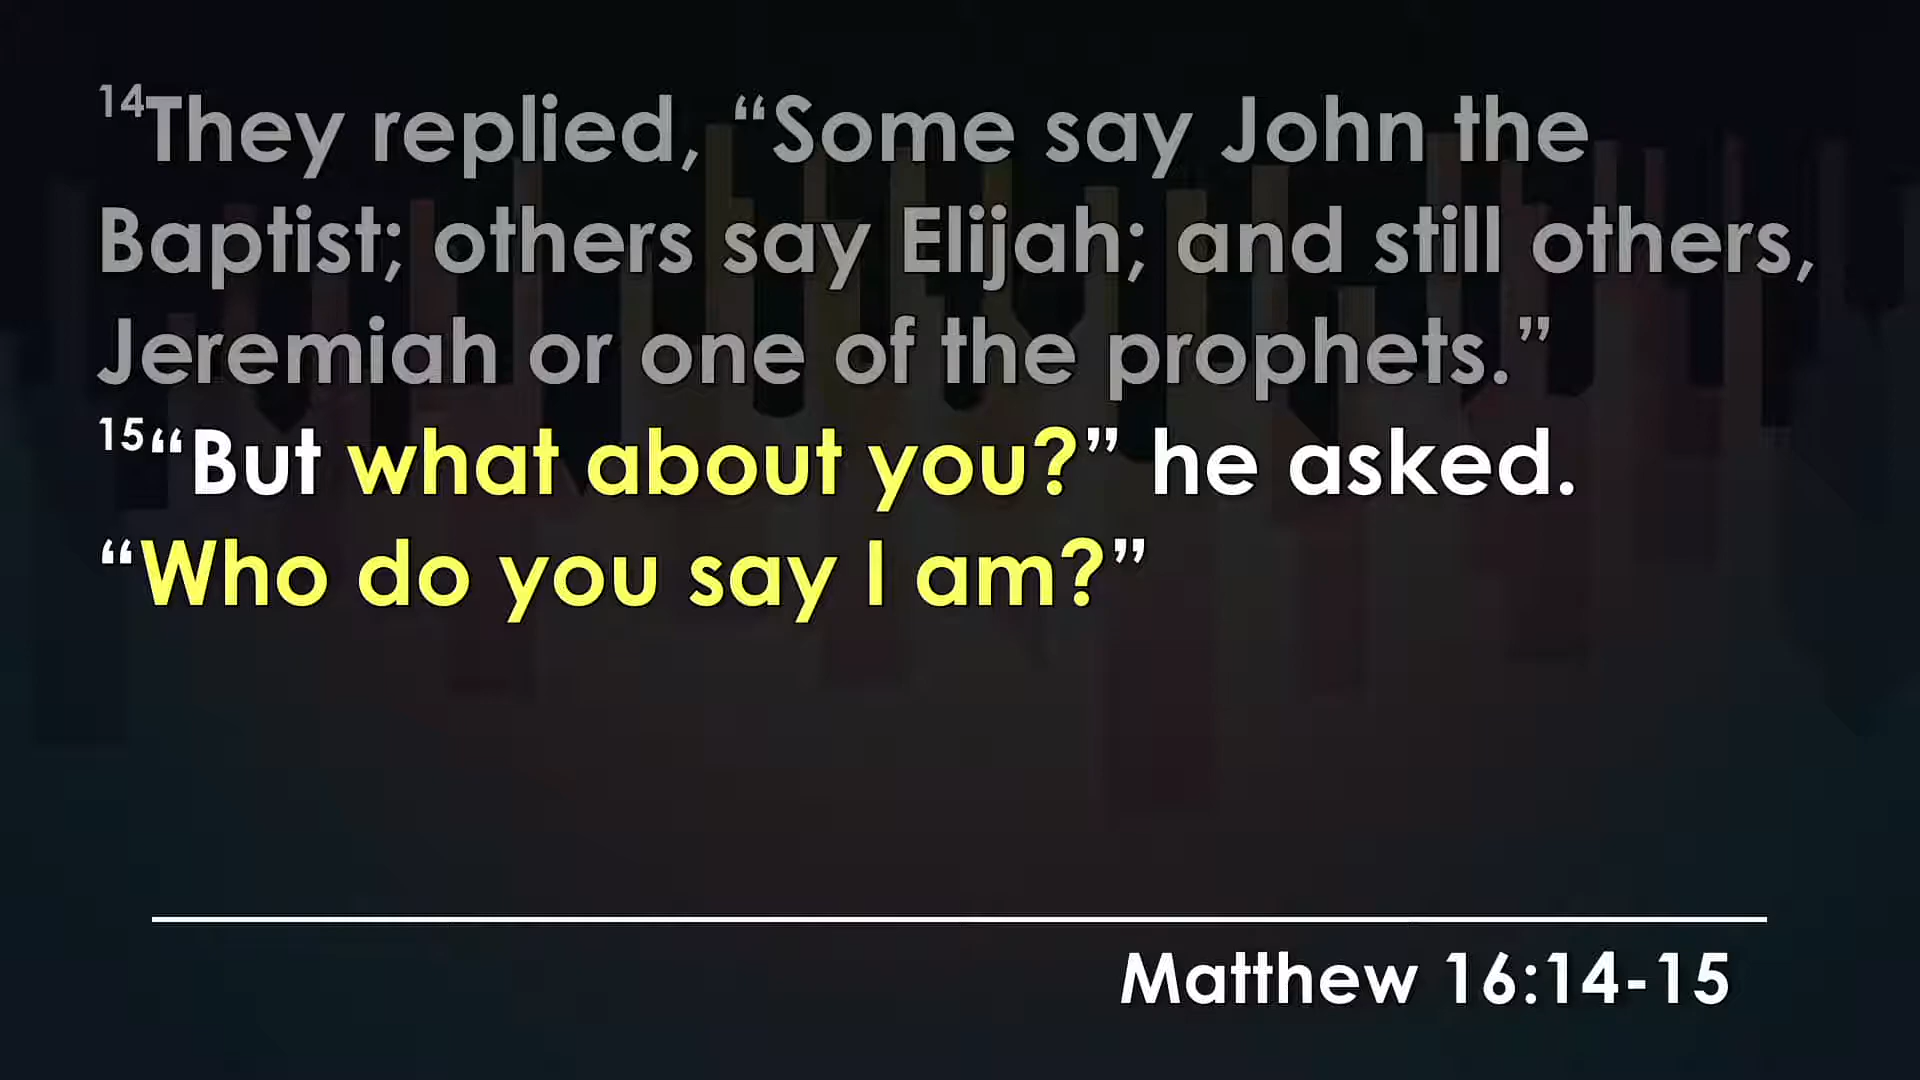 14They replied, “Some say John the
Baptist; others say Elijah; and still others,
Jeremiah or one of the prophets.”
15“But what about you?” he asked.
“Who do you say I am?”
Matthew 16:14-15